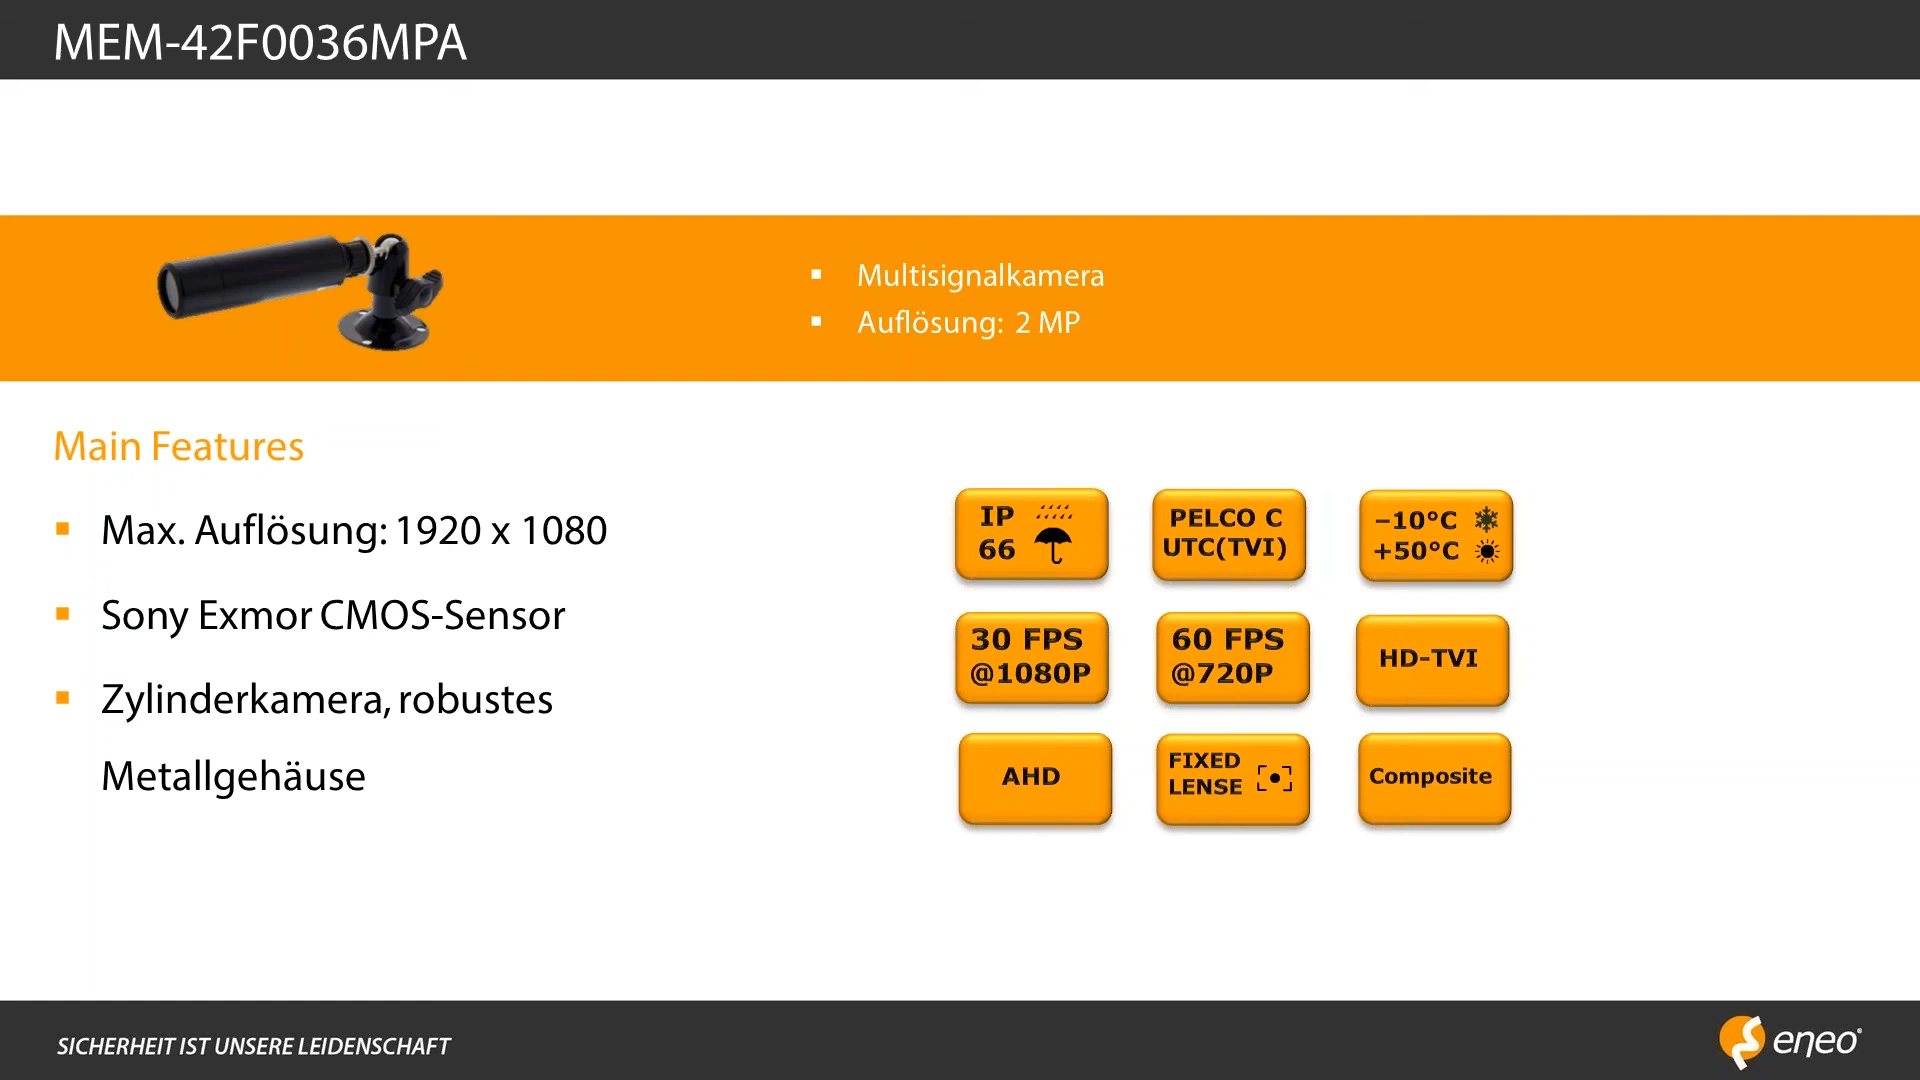 MEM-42F0036MPA
Multisignalkamera
Auflösung: 2 MP
Main Features
Max. Auflösung: 1920 x 1080
Sony Exmor CMOS-Sensor
Zylinderkamera, robustes
Metallgehäuse
IP
66
PELCO C
UTC(TVI)
–10°C
+50°C
30 FPS
@1080P
60 FPS
@720P
HD-TVI
AHD
FIXED
LENSE
Composite
SICHERHEIT IST UNSERE LEIDENSCHAFT
eneo®